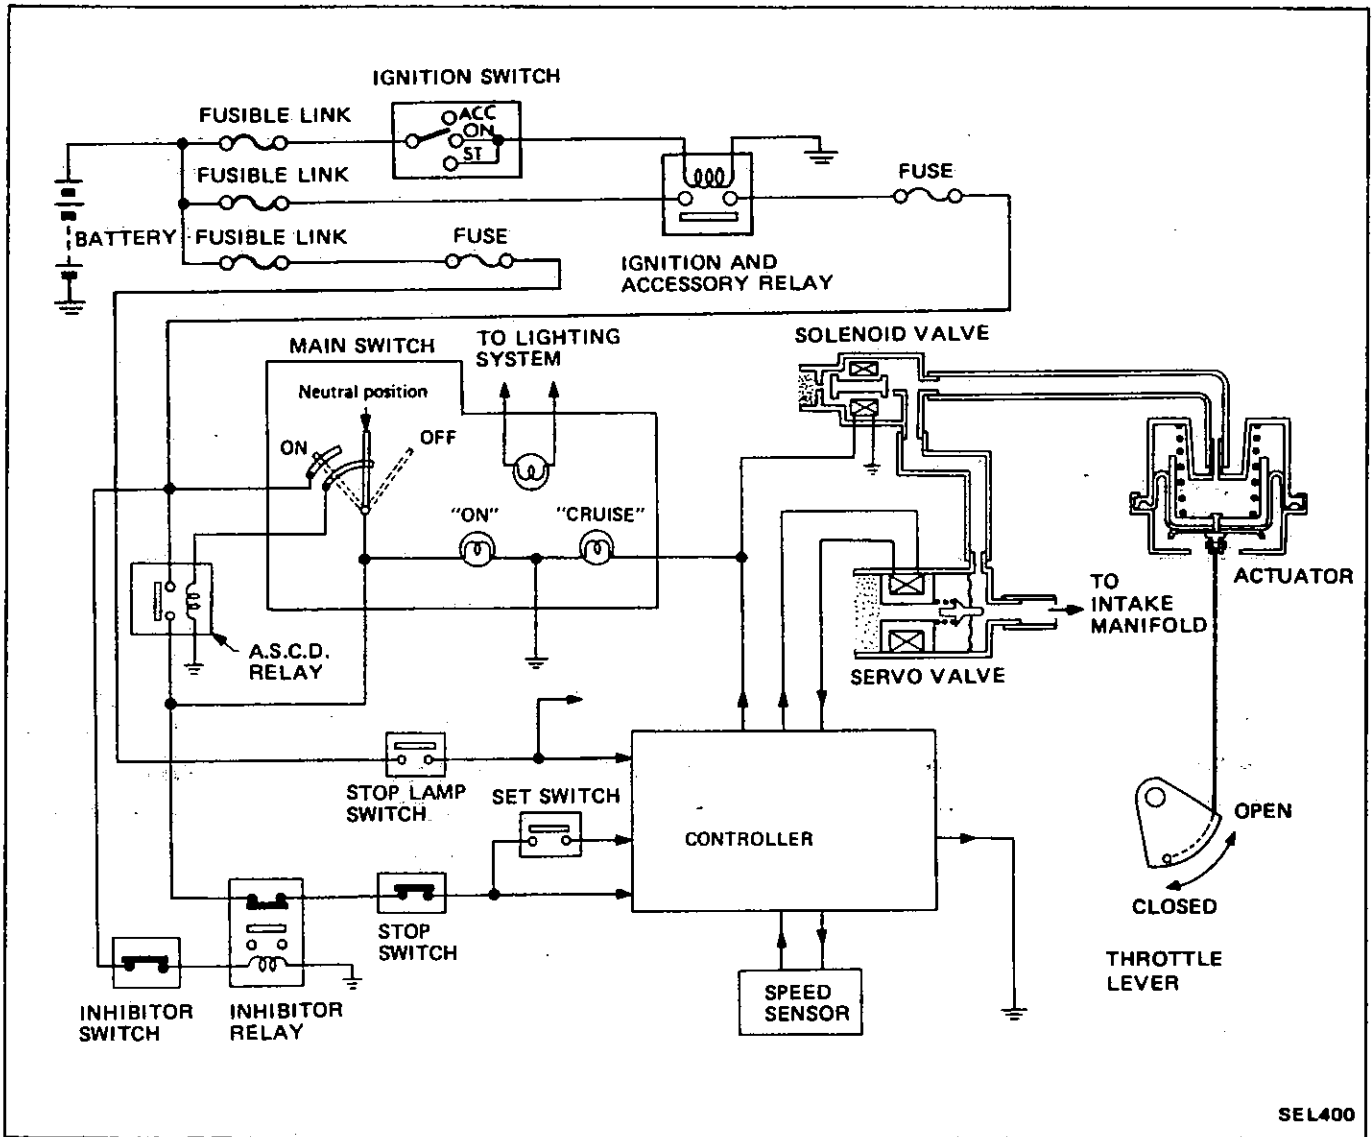 IGNITION SWITCH
FUSIBLE LINK
ACC
ON
ST
FUSIBLE LINK
FUSE
BATTERY
FUSIBLE LINK
FUSE
IGNITION AND
ACCESSORY RELAY
MAIN SWITCH
TO LIGHTING
SYSTEM
SOLENOID VALVE
Neutral position
ON
OFF
"ON"
"CRUISE"
ACTUATOR
TO
INTAKE
MANIFOLD
A.S.C.D.
RELAY
SERVO VALVE
STOP LAMP
SWITCH
SET SWITCH
CONTROLLER
OPEN
CLOSED
STOP
SWITCH
THROTTLE
LEVER
INHIBITOR
SWITCH
INHIBITOR
RELAY
SPEED
SENSOR
SEL400